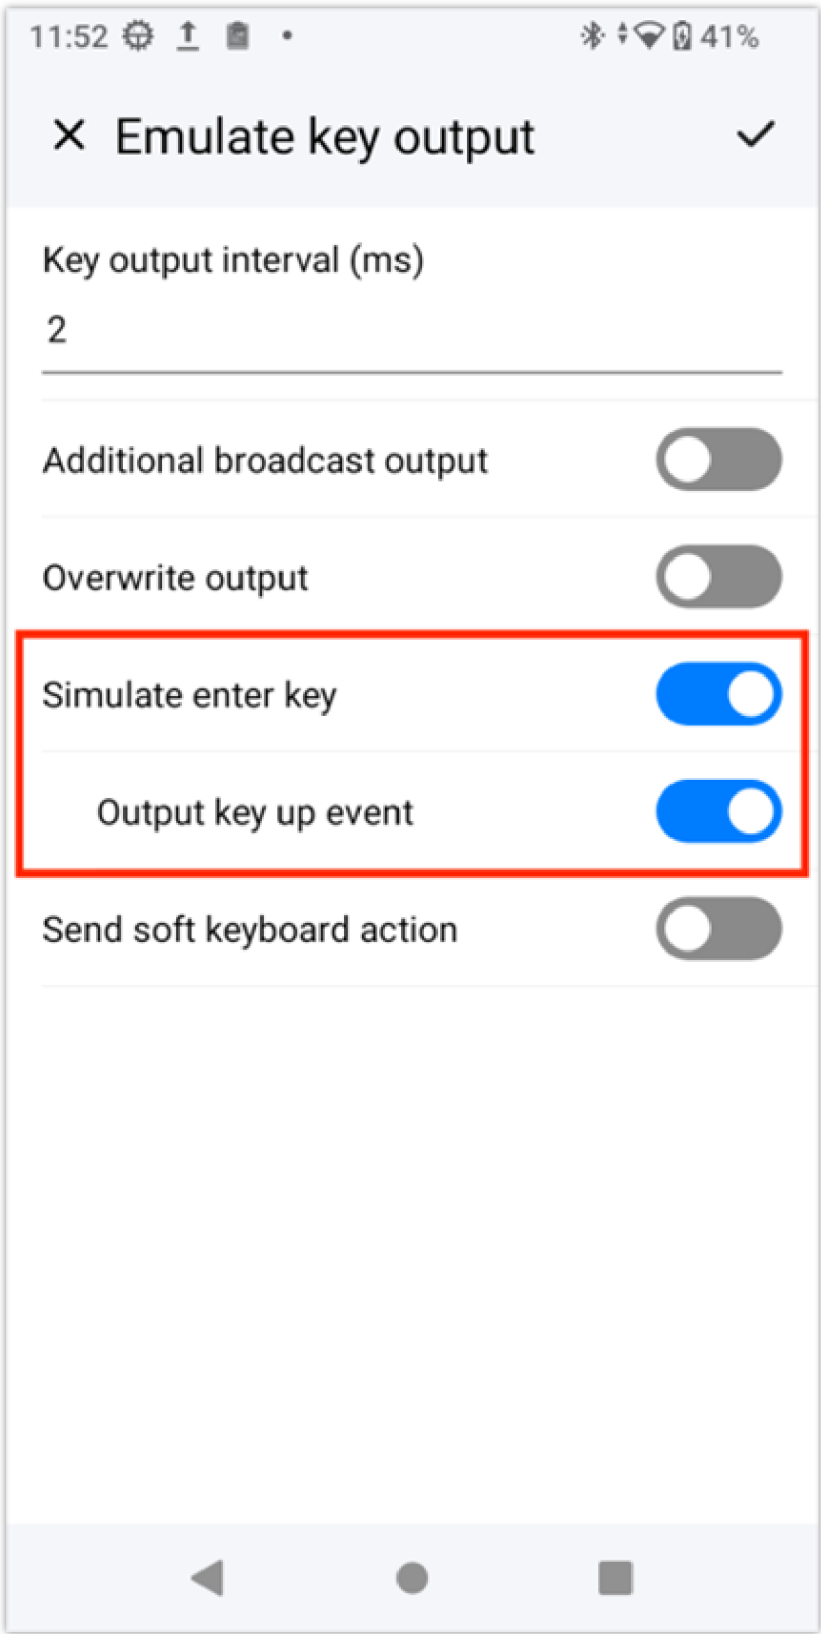 11:52 41%
Emulate key output
Key output interval (ms)
2
Additional broadcast output
Overwrite output
Simulate enter key
Output key up event
Send soft keyboard action